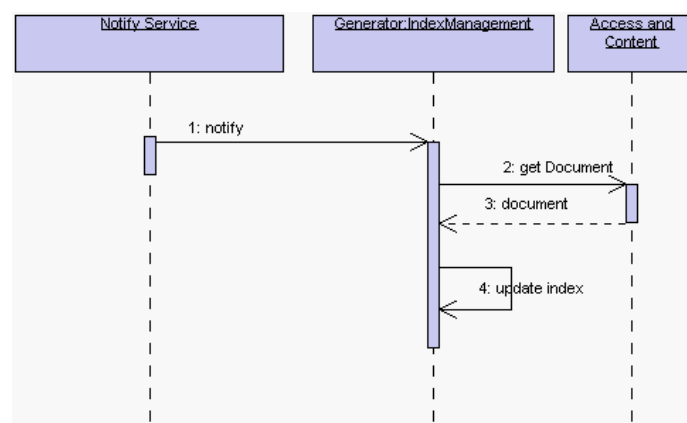 Notify Service
Generator:IndexManagement
Access and
Content
1: notify
2: get Document
3: document
4: update index